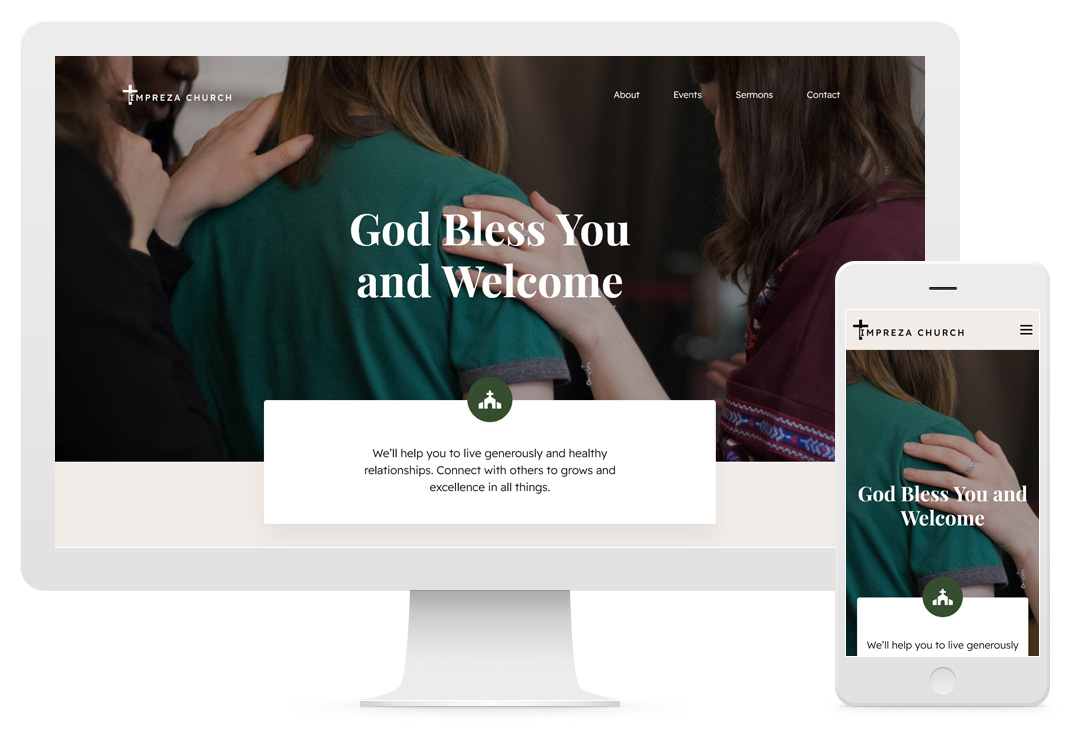 IMPREZA CHURCH
About Events Sermons Contact
God Bless You
and Welcome
We'll help you to live generously and healthy
relationships. Connect with others to grows and
excellence in all things.
IMPREZA CHURCH
God Bless You and
Welcome
We'll help you to live generously